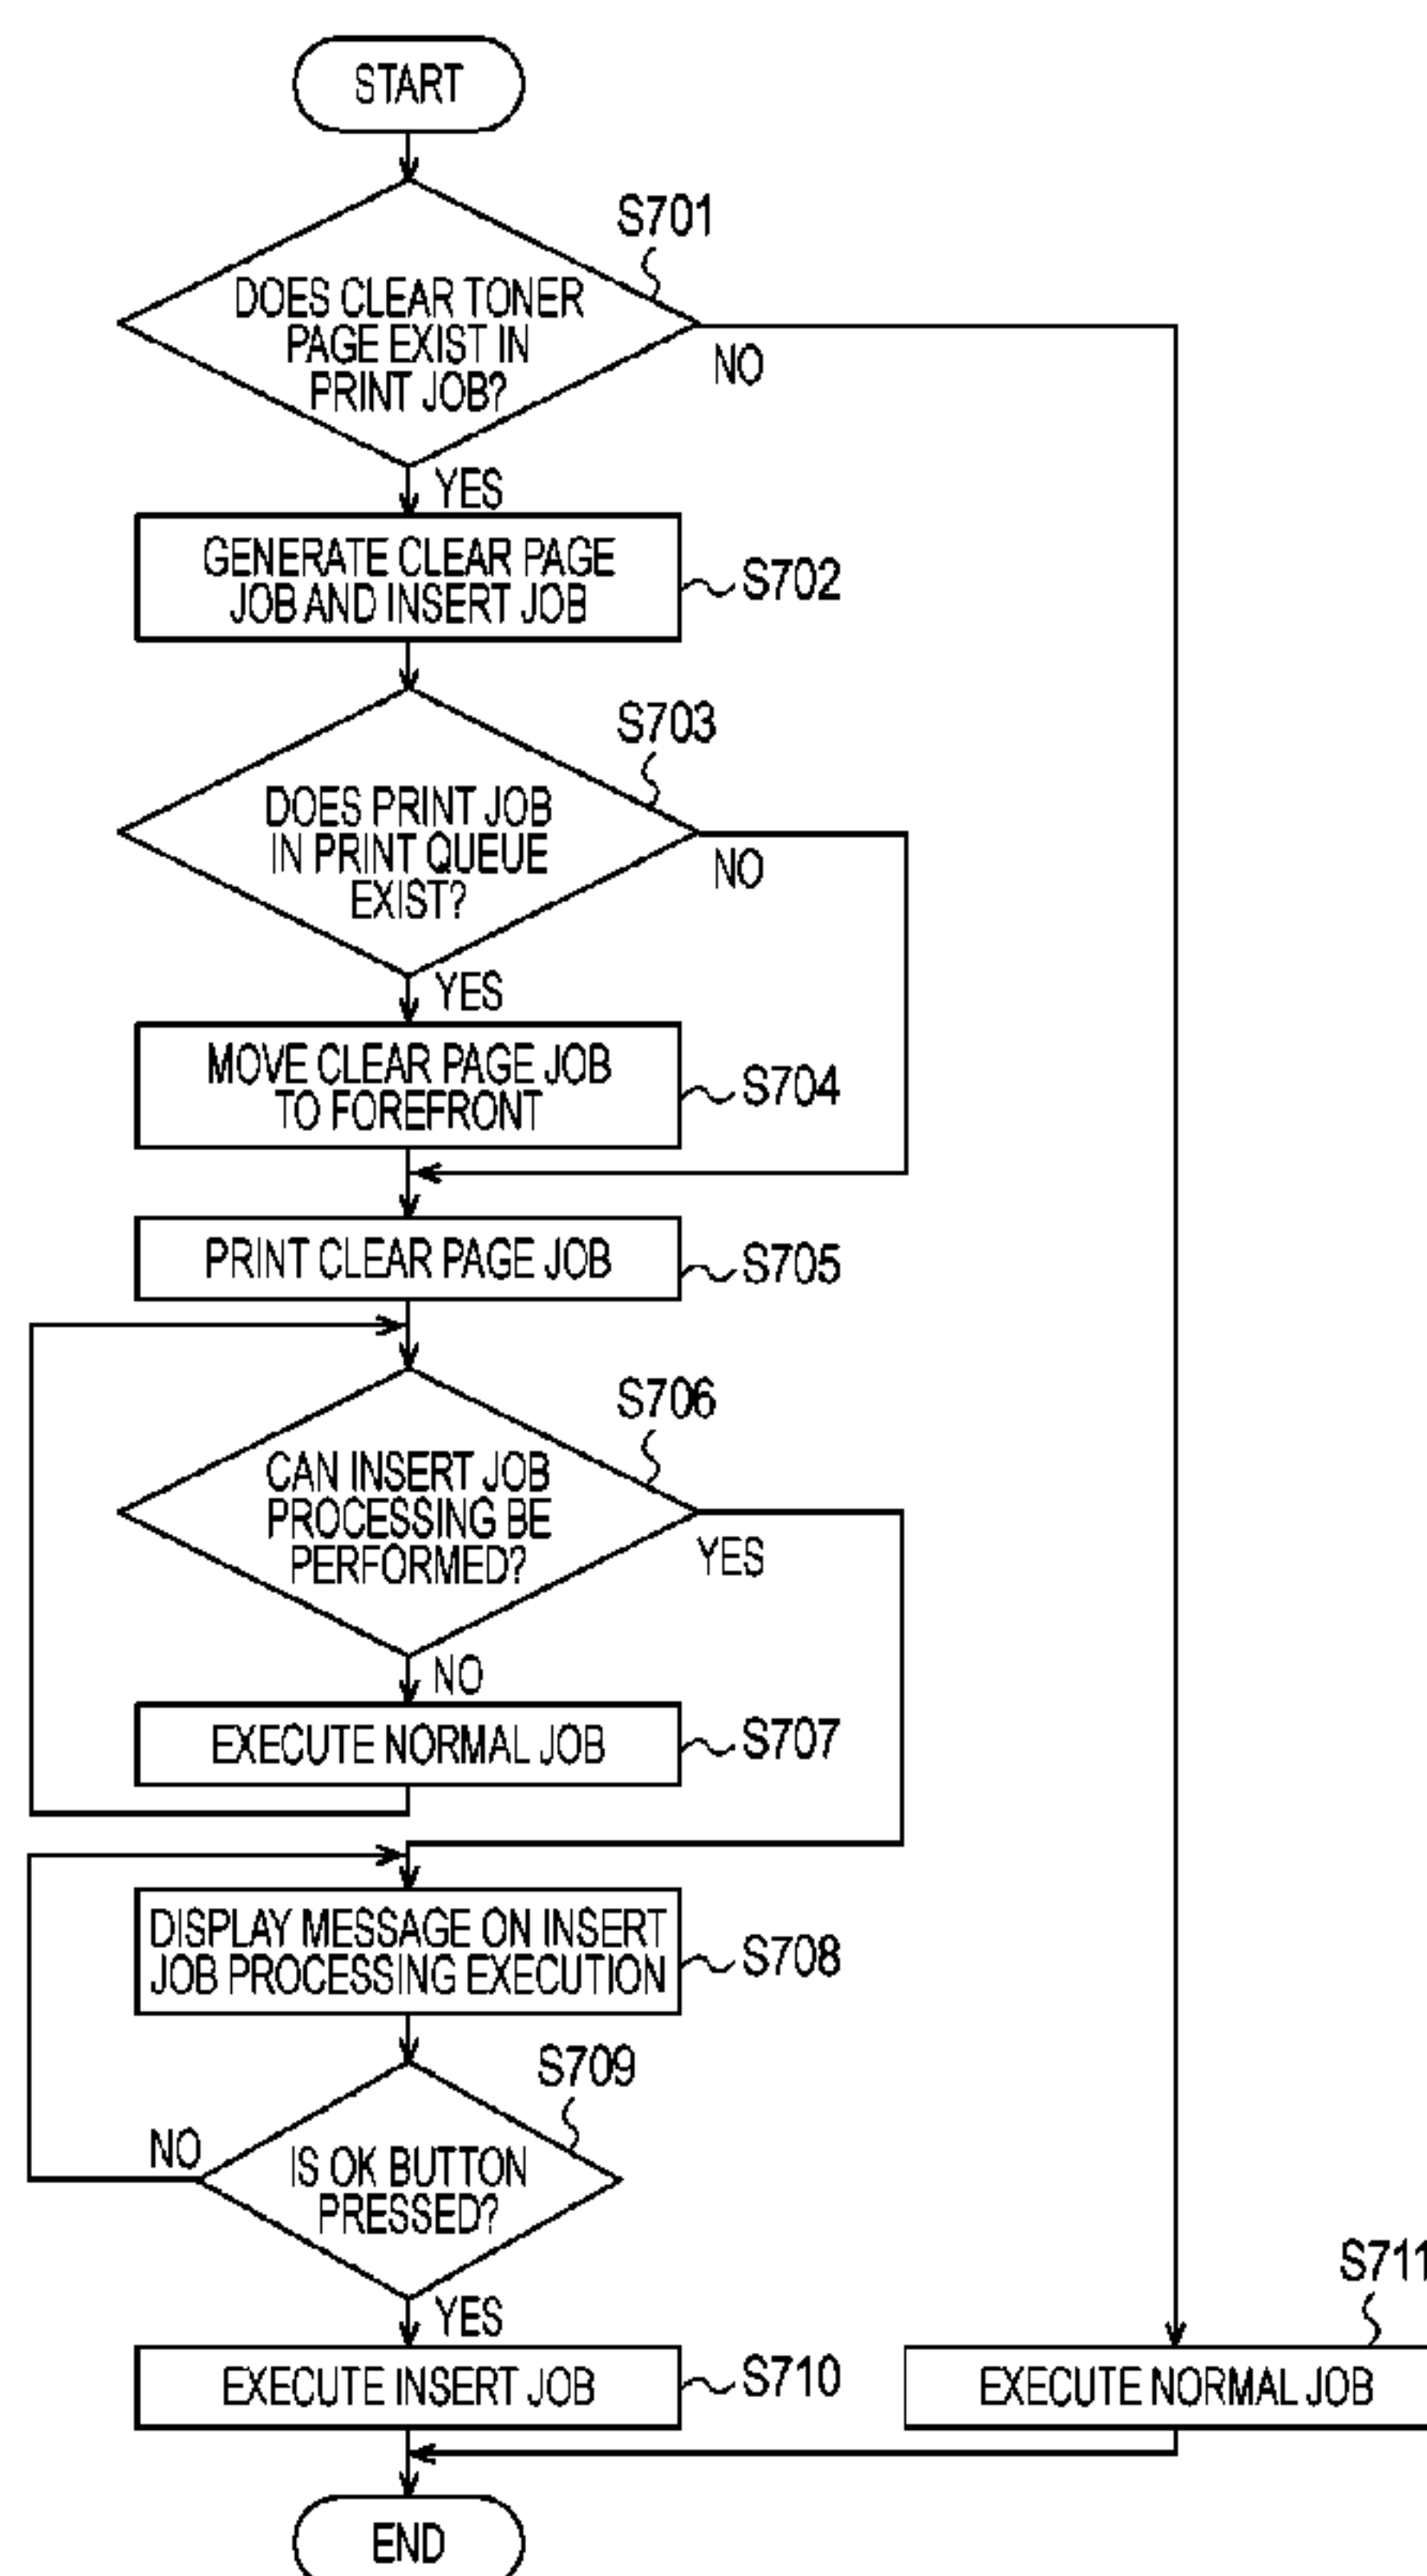 START
S701
DOES CLEAR TONER
PAGE EXIST IN
PRINT JOB?
NO
YES
GENERATE CLEAR PAGE
JOB AND INSERT JOB
S702
S703
DOES PRINT JOB
IN PRINT QUEUE
EXIST?
NO
YES
MOVE CLEAR PAGE JOB
TO FOREFRONT
S704
PRINT CLEAR PAGE JOB
S705
S706
CAN INSERT JOB
PROCESSING BE
PERFORMED?
YES
NO
EXECUTE NORMAL JOB
S707
DISPLAY MESSAGE ON INSERT
JOB PROCESSING EXECUTION
S708
S709
NO
IS OK BUTTON
PRESSED?
YES
S711
EXECUTE INSERT JOB
S710
EXECUTE NORMAL JOB
END